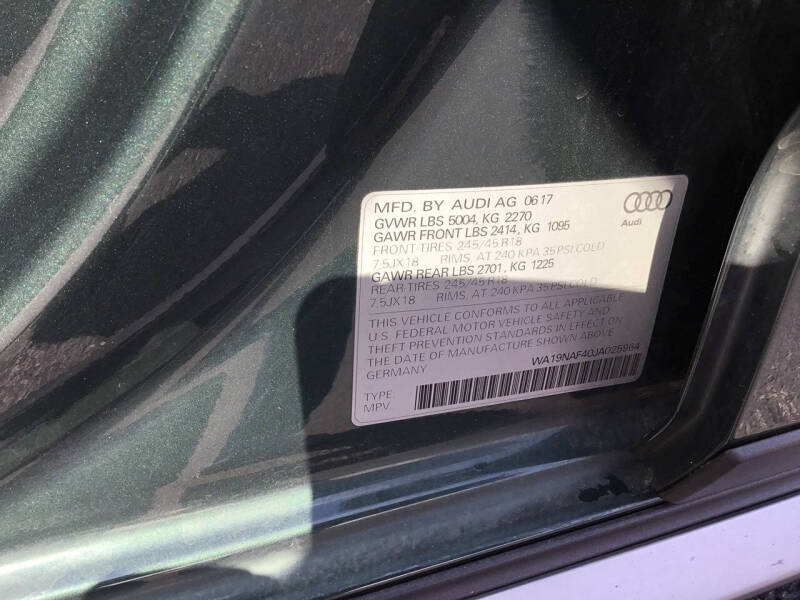 MFD. BY AUDI AG 06 17
GVWR LBS 5004, KG 2270
GAWR FRONT LBS 2414, KG 1095
FRONT-TIRES 245/45 R18
7.5JX18 RIMS, AT 240 KPA 35 PSI COLD
GAWR REAR LBS 2701, KG 1225
REAR-TIRES 245/45 R18
7.5JX18 RIMS, AT 240 KPA 35 PSI COLD
THIS VEHICLE CONFORMS TO ALL APPLICABLE
U.S. FEDERAL MOTOR VEHICLE SAFETY AND
THEFT PREVENTION STANDARDS IN EFFECT ON
THE DATE OF MANUFACTURE SHOWN ABOVE
GERMANY WA19NAF40JA025964
TYPE:
MPV
Audi